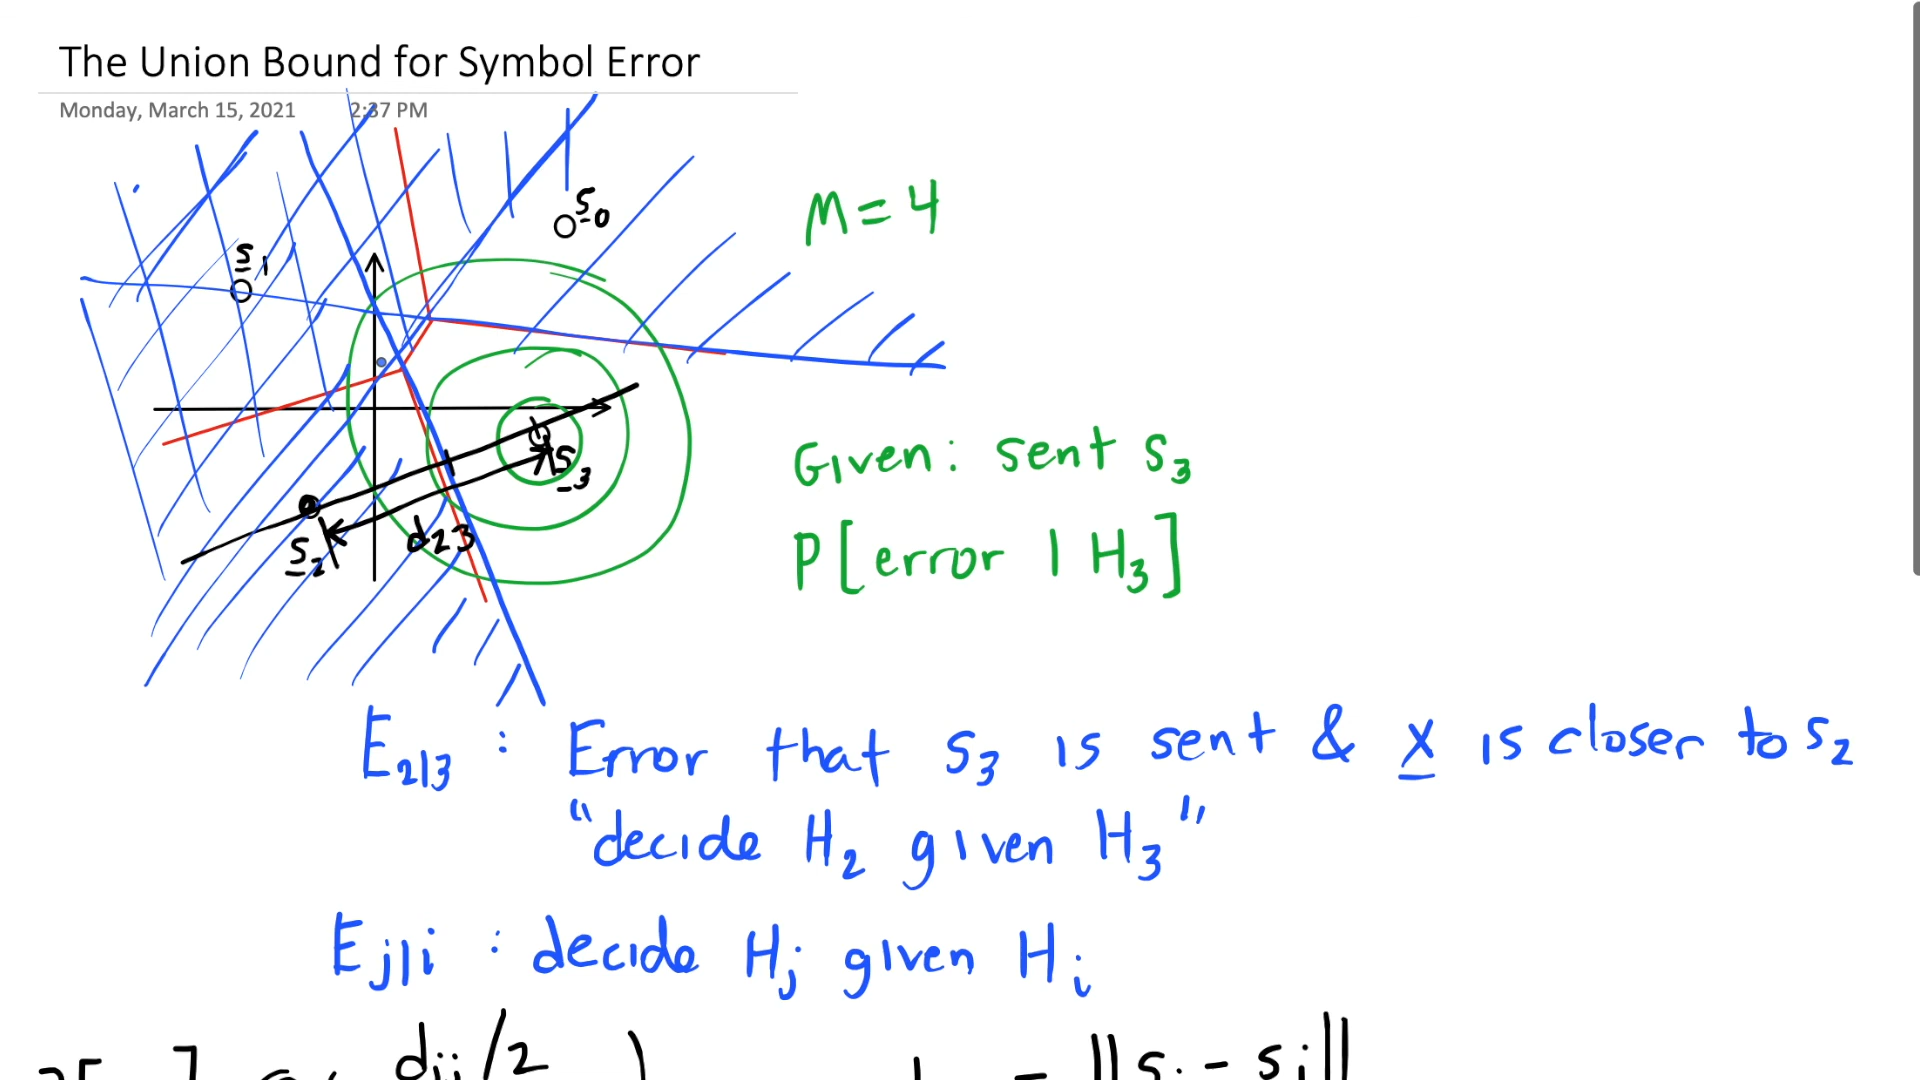 The Union Bound for Symbol Error
Monday, March 15, 2021 2:37 PM
s0
s1
M = 4
s3
Given: sent s3
s2
d23
P[error | H3]
E2|3 : Error that s3 is sent & x is closer to s2
"decide H2 given H3"
Ej|i : decide Hj given Hi